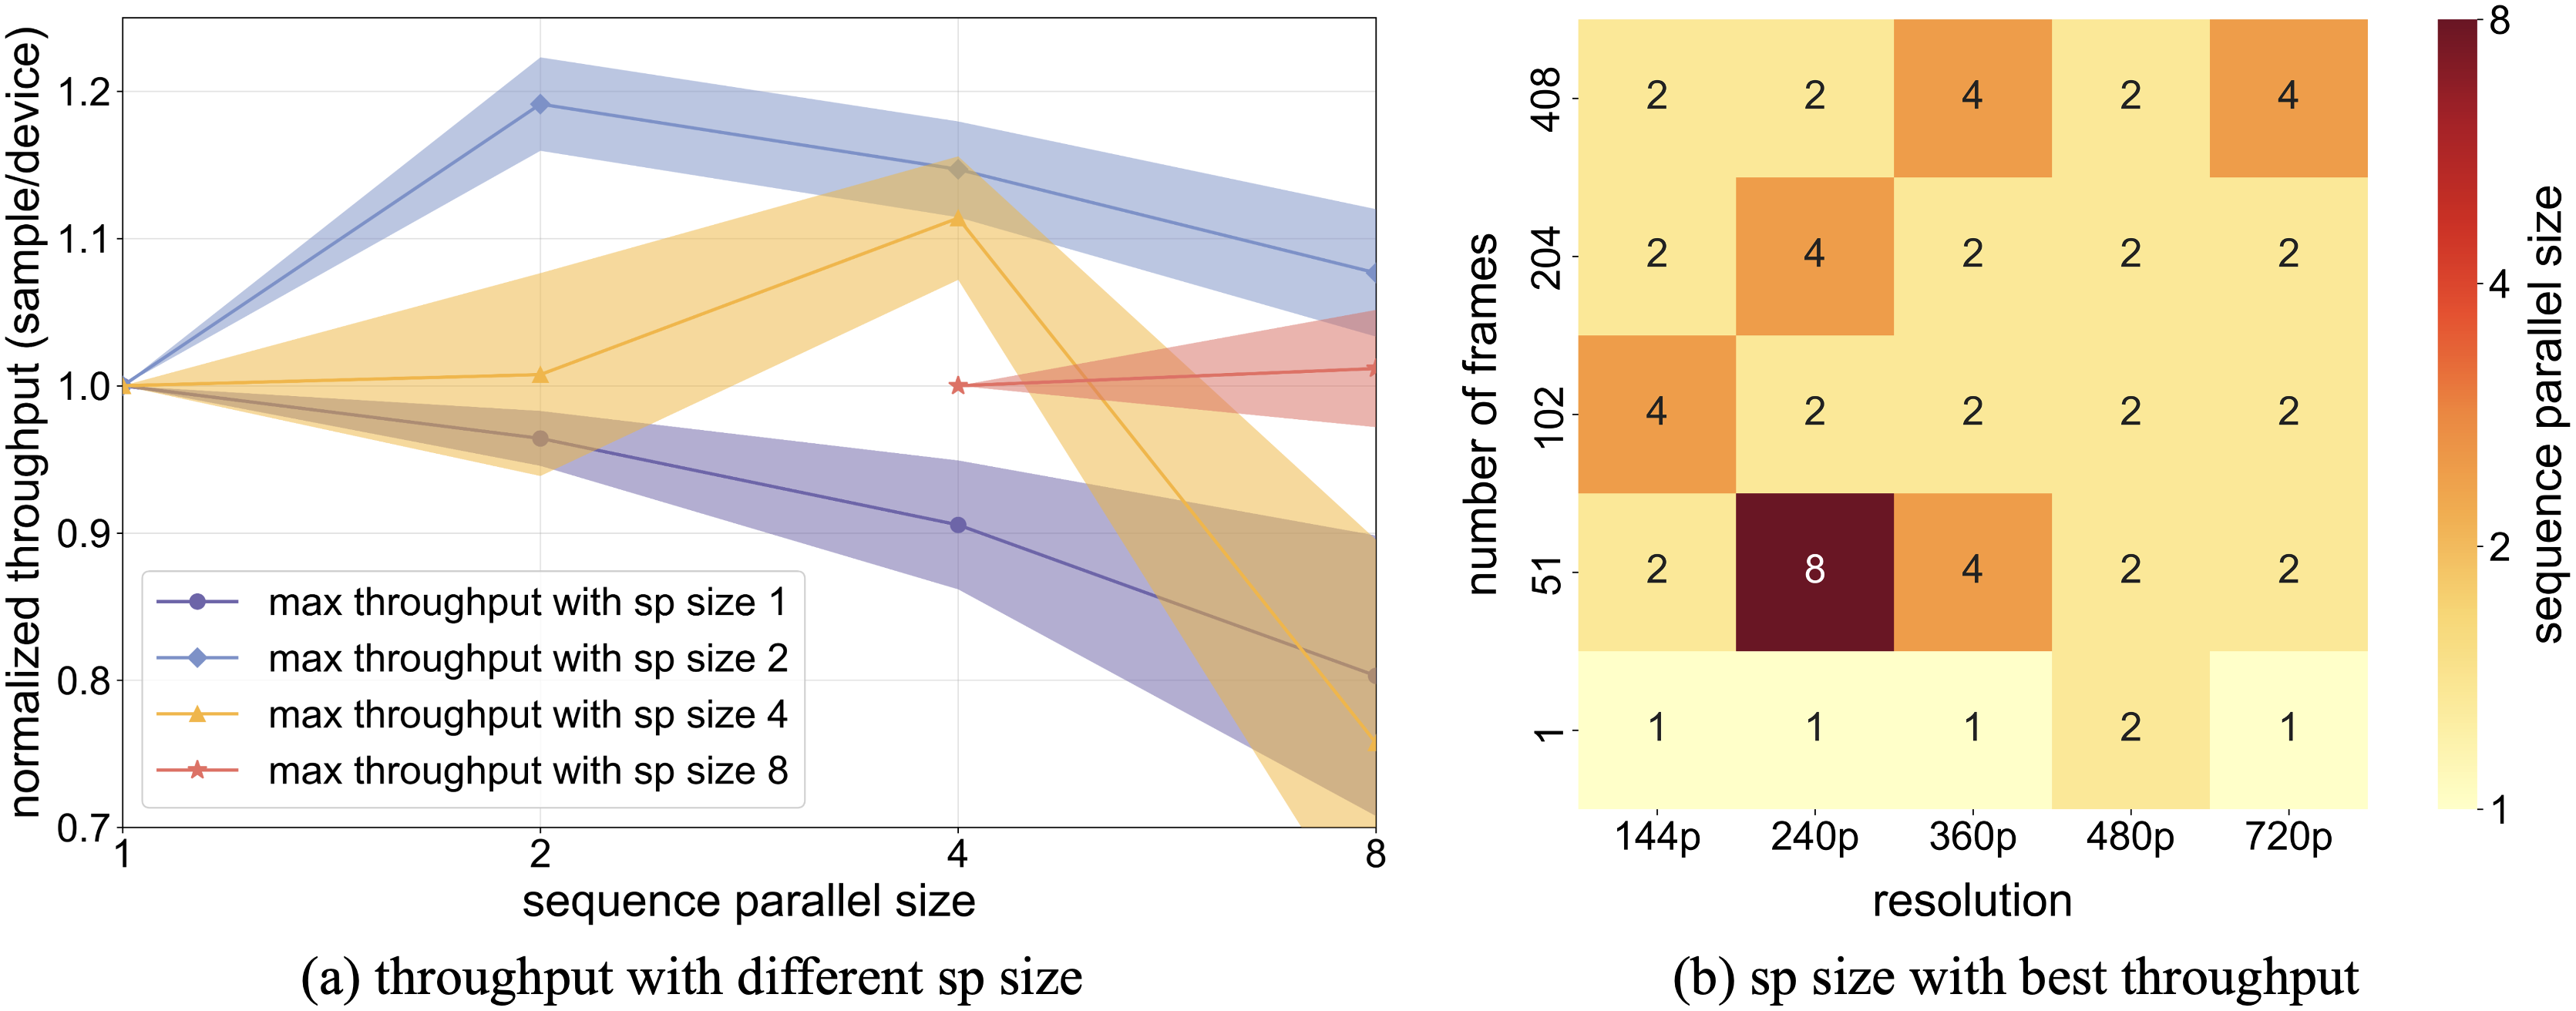 normalized throughput (sample/device)
1.2
1.1
1.0
0.9
0.8
0.7
1
2
4
8
max throughput with sp size 1
max throughput with sp size 2
max throughput with sp size 4
max throughput with sp size 8
sequence parallel size
(a) throughput with different sp size
number of frames
408
2 2 4 2 4
204
2 4 2 2 2
102
4 2 2 2 2
51
2 8 4 2 2
1
1 1 1 2 1
144p 240p 360p 480p 720p
resolution
8
4
2
1
sequence parallel size
(b) sp size with best throughput